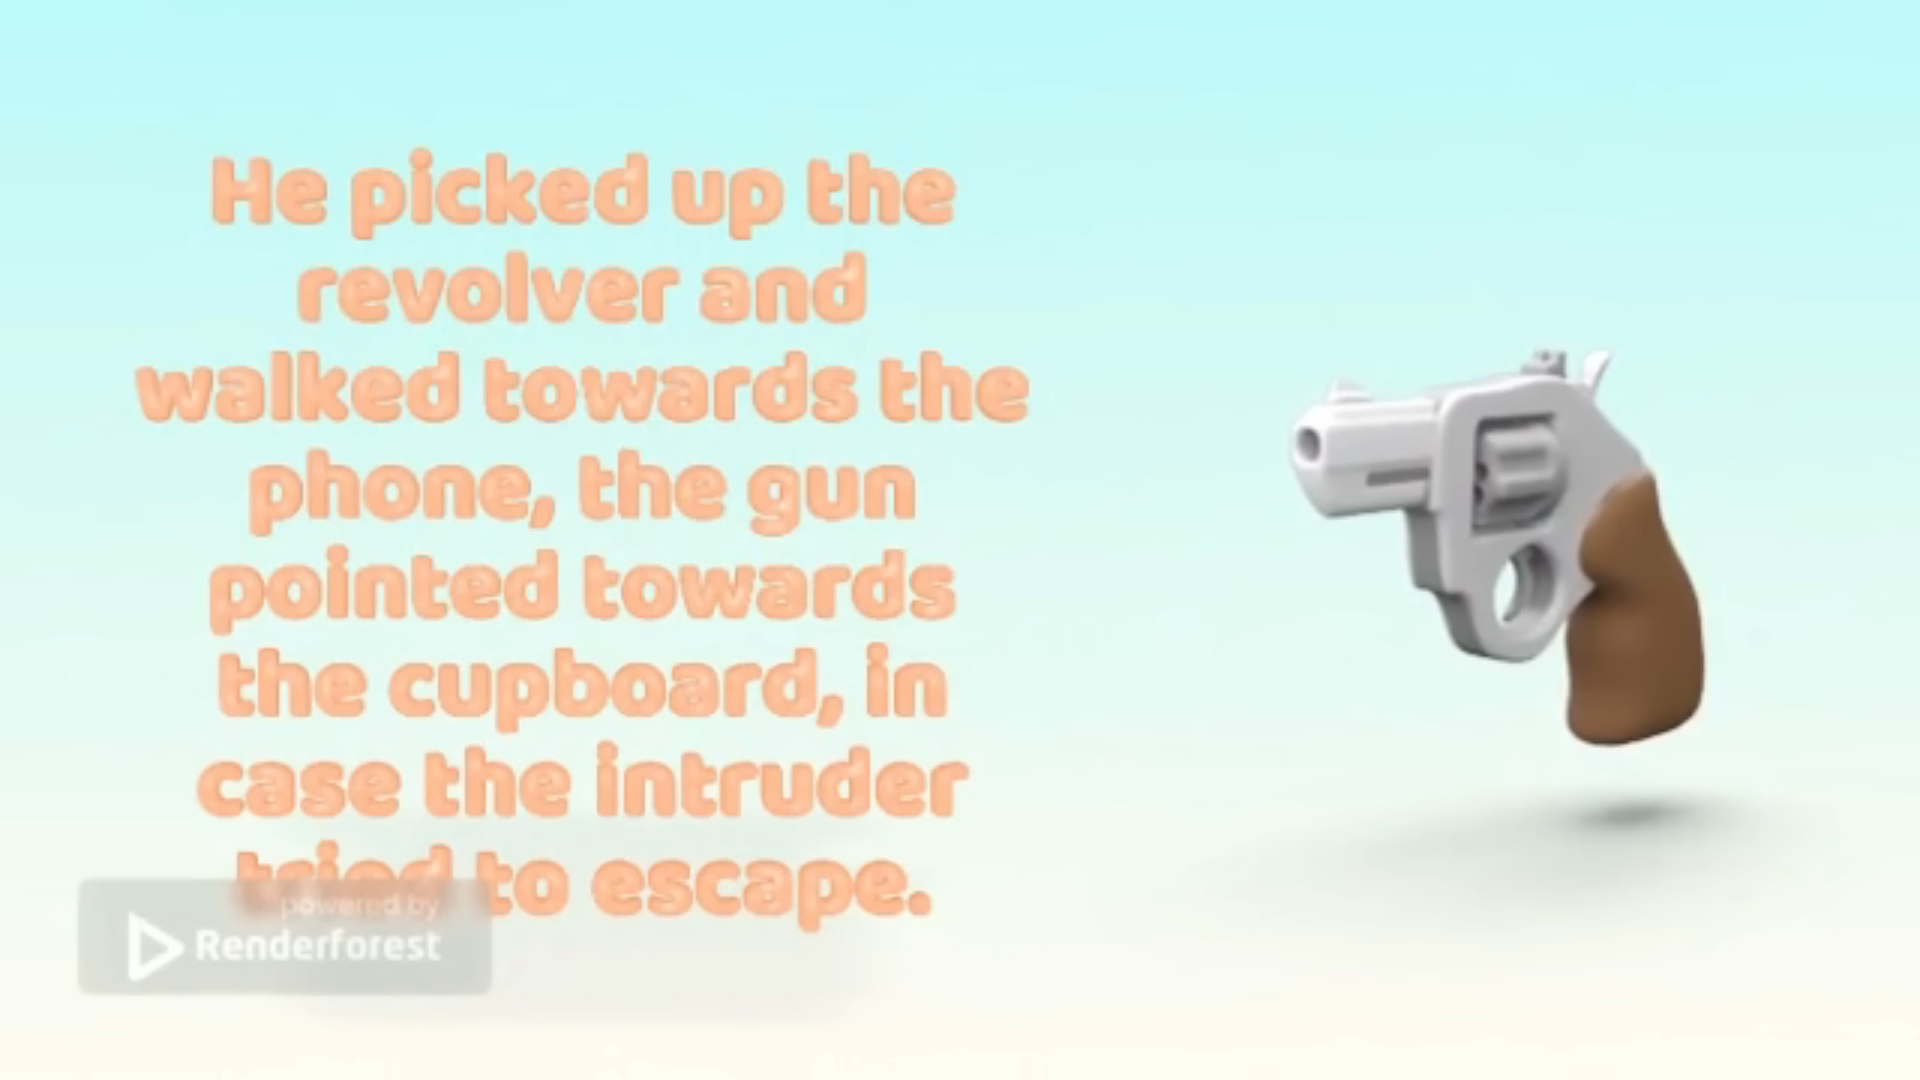 He picked up the
revolver and
walked towards the
phone, the gun
pointed towards
the cupboard, in
case the intruder
tried to escape.
powered by
Renderforest